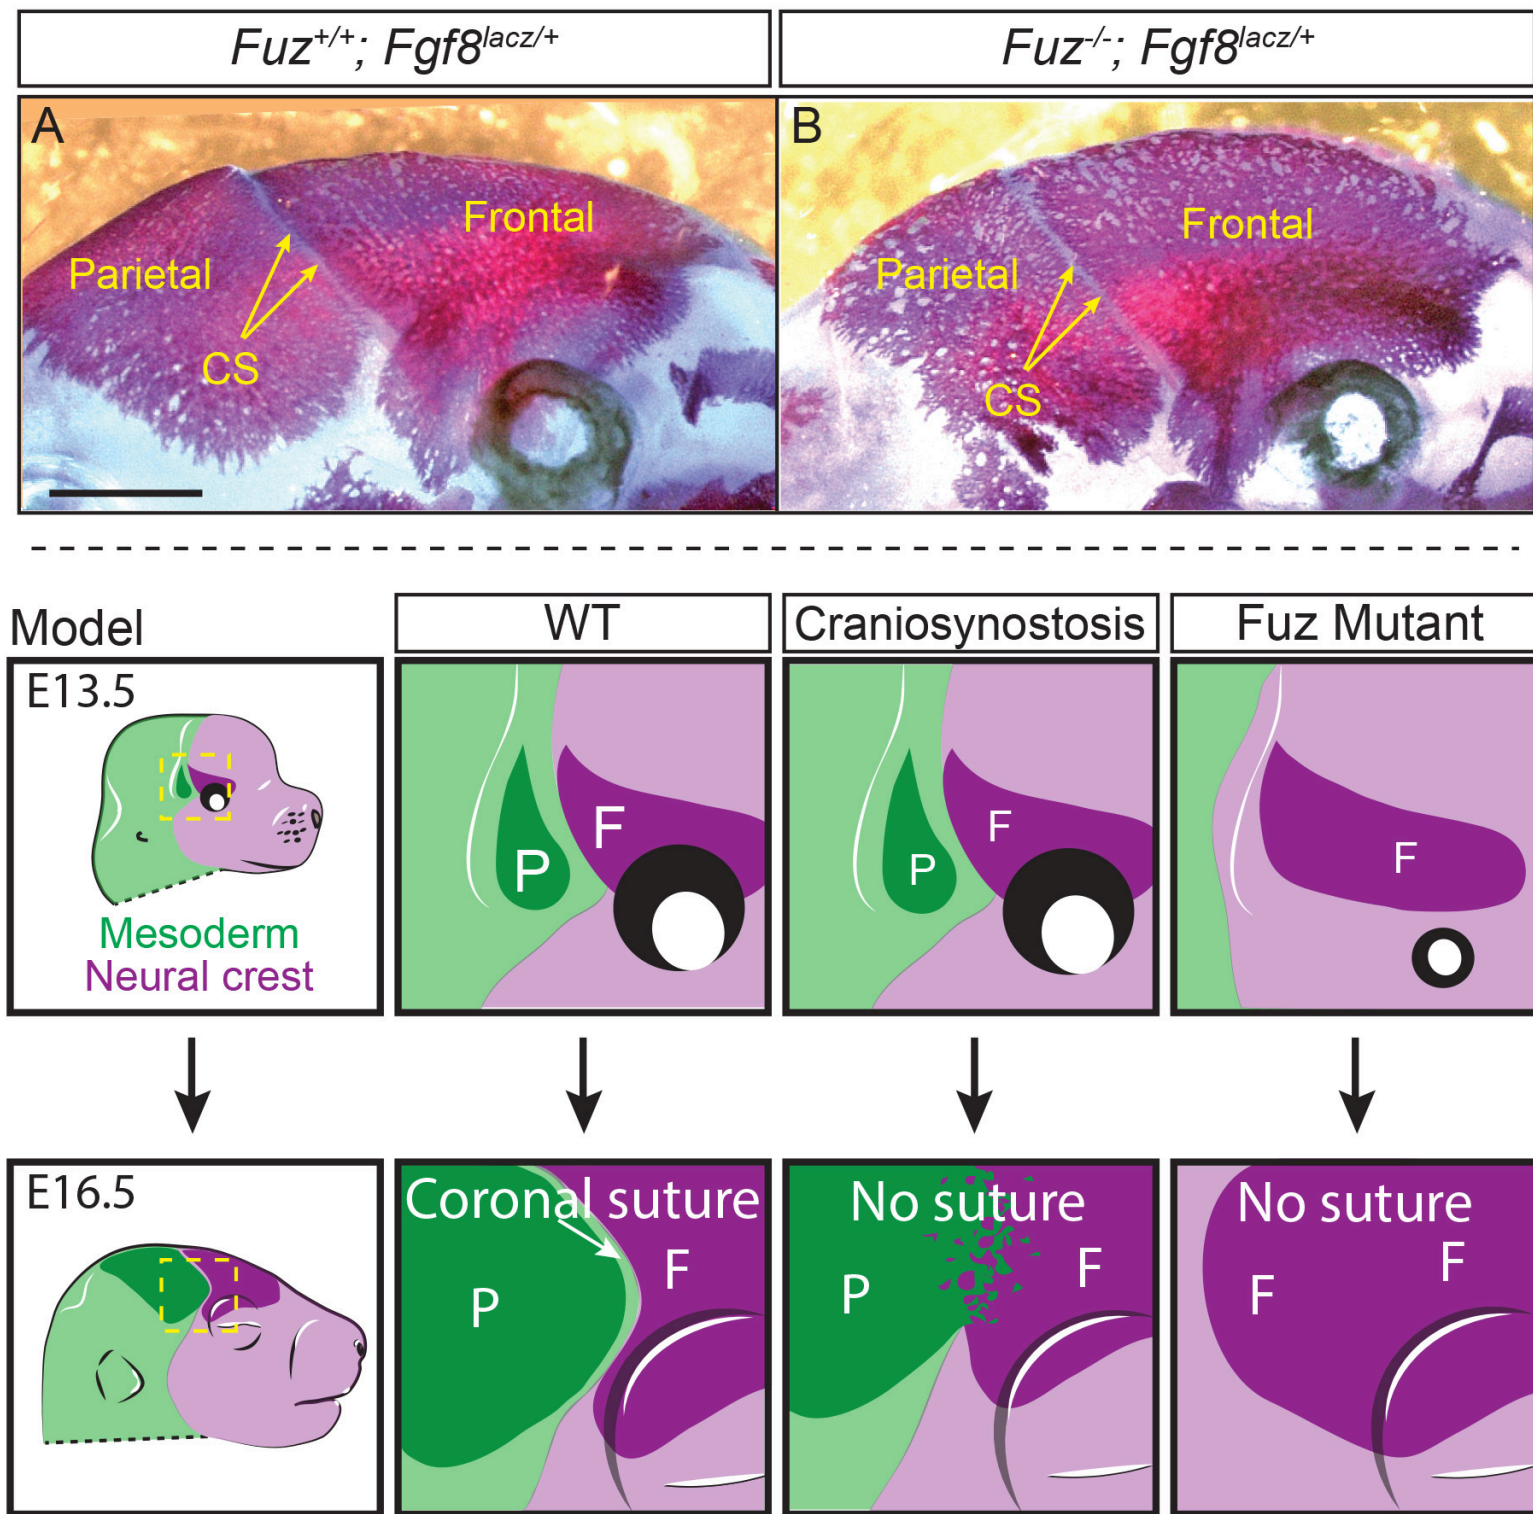 Fuz+/+; Fgf8lacz/+
Fuz-/-; Fgf8lacz/+
A
Frontal
Parietal
CS
B
Frontal
Parietal
CS
Model
WT
Craniosynostosis
Fuz Mutant
E13.5
Mesoderm
Neural crest
P
F
P
F
F
E16.5
Coronal suture
P
F
No suture
P
F
No suture
F
F